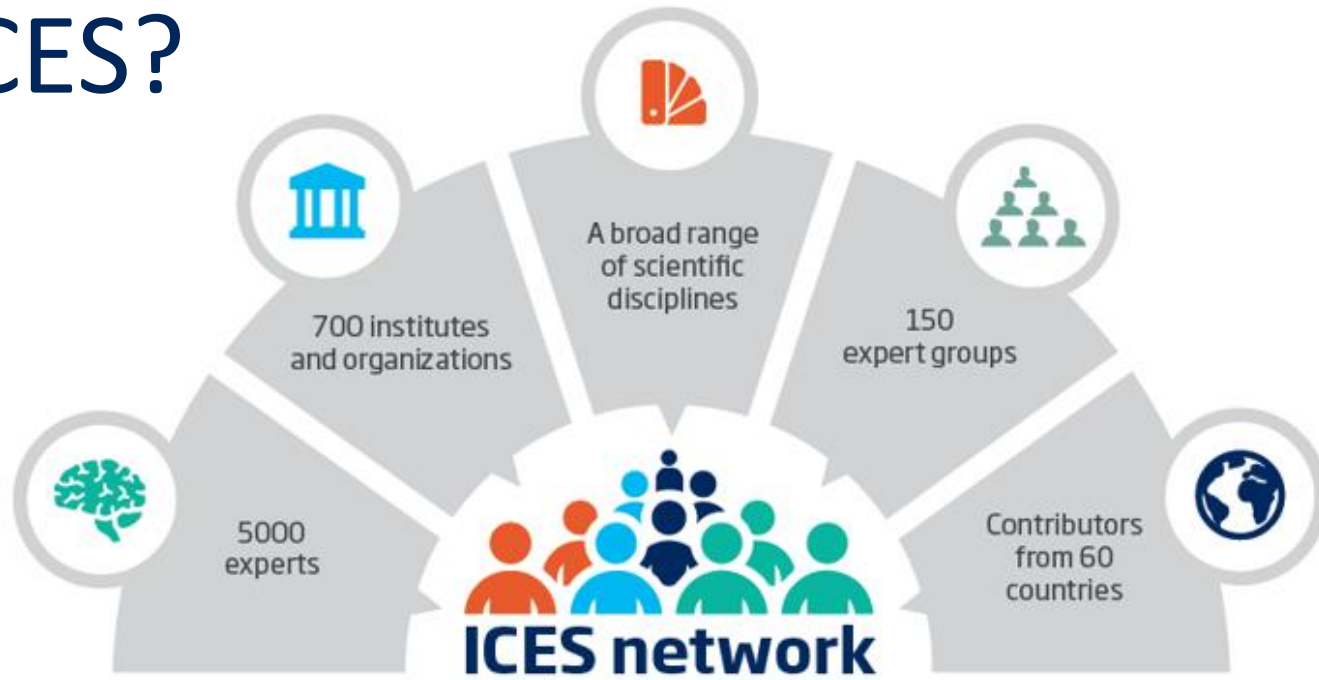 CES?
A broad range
of scientific
disciplines
700 institutes
and organizations
150
expert groups
5000
experts
Contributors
from 60
countries
ICES network